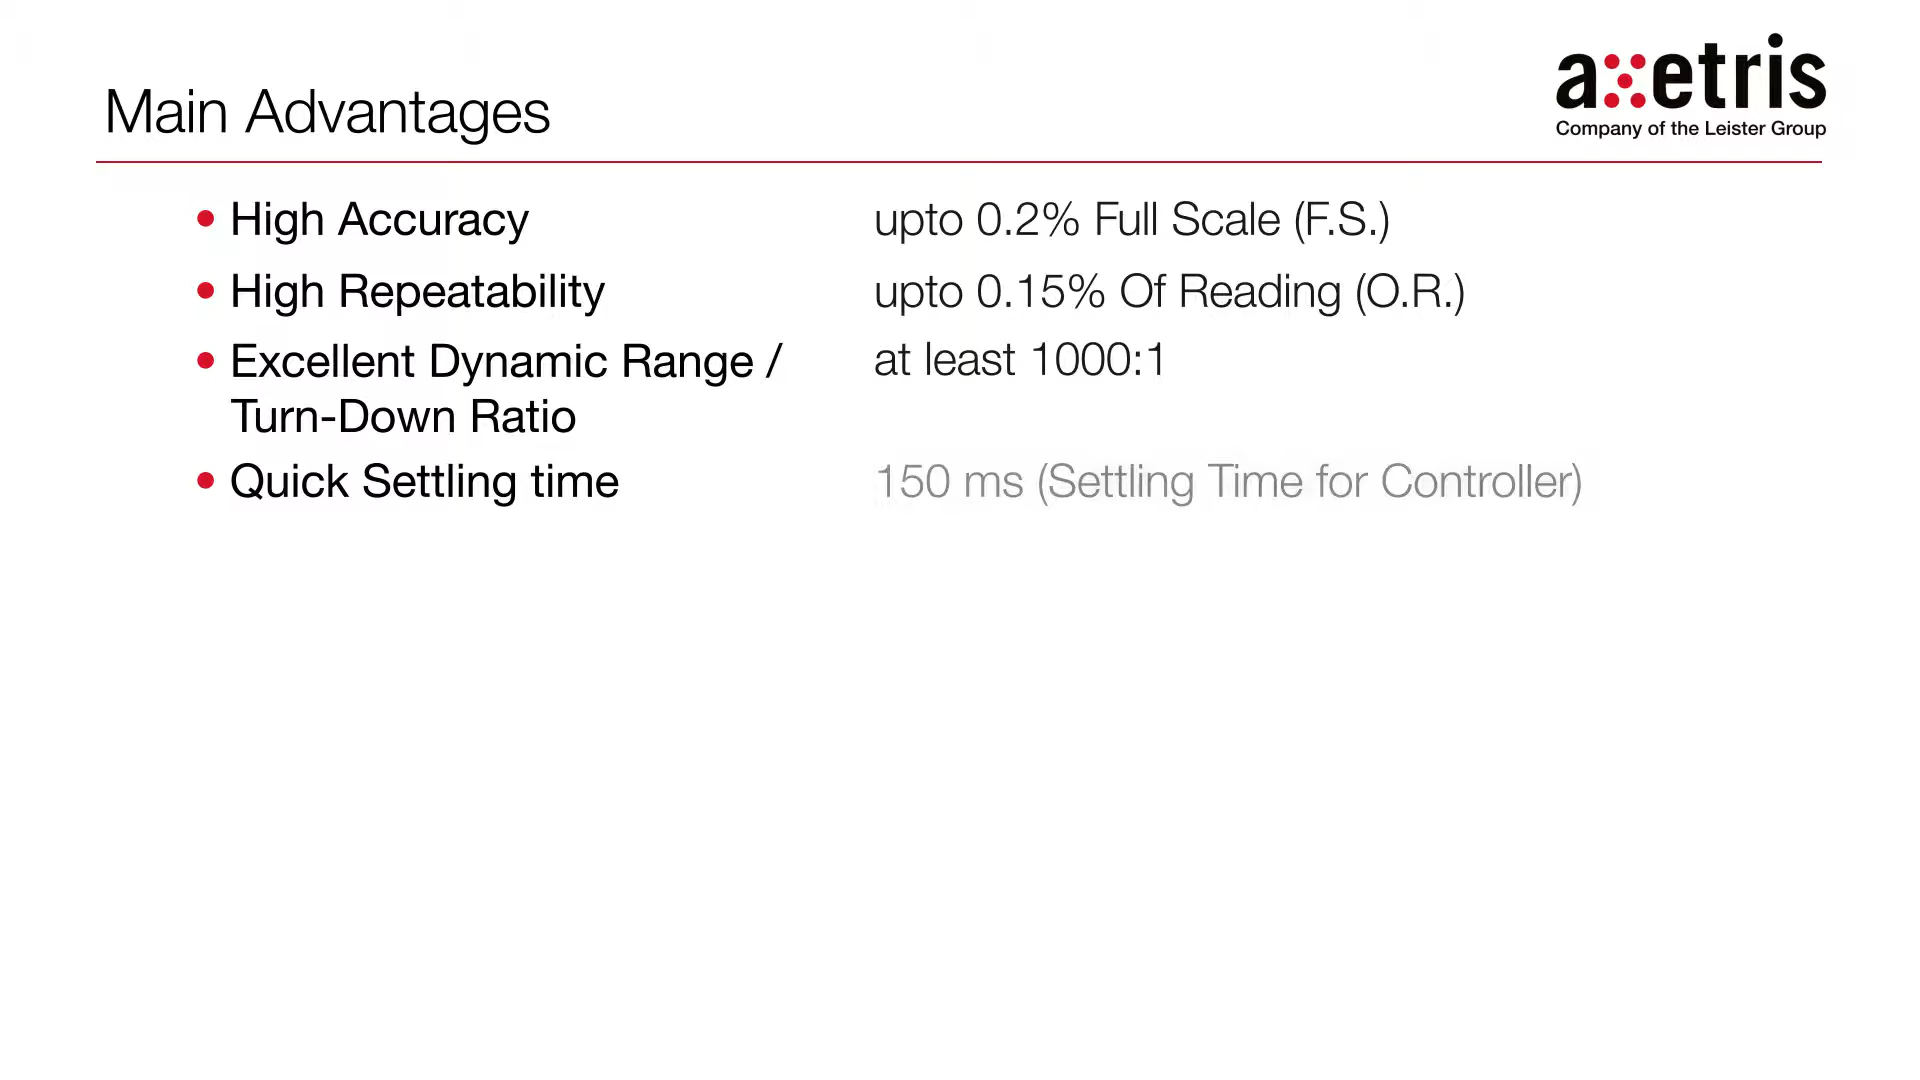 axetris
Company of the Leister Group
Main Advantages
• High Accuracy upto 0.2% Full Scale (F.S.)
• High Repeatability upto 0.15% Of Reading (O.R.)
• Excellent Dynamic Range / at least 1000:1
Turn-Down Ratio
• Quick Settling time 150 ms (Settling Time for Controller)